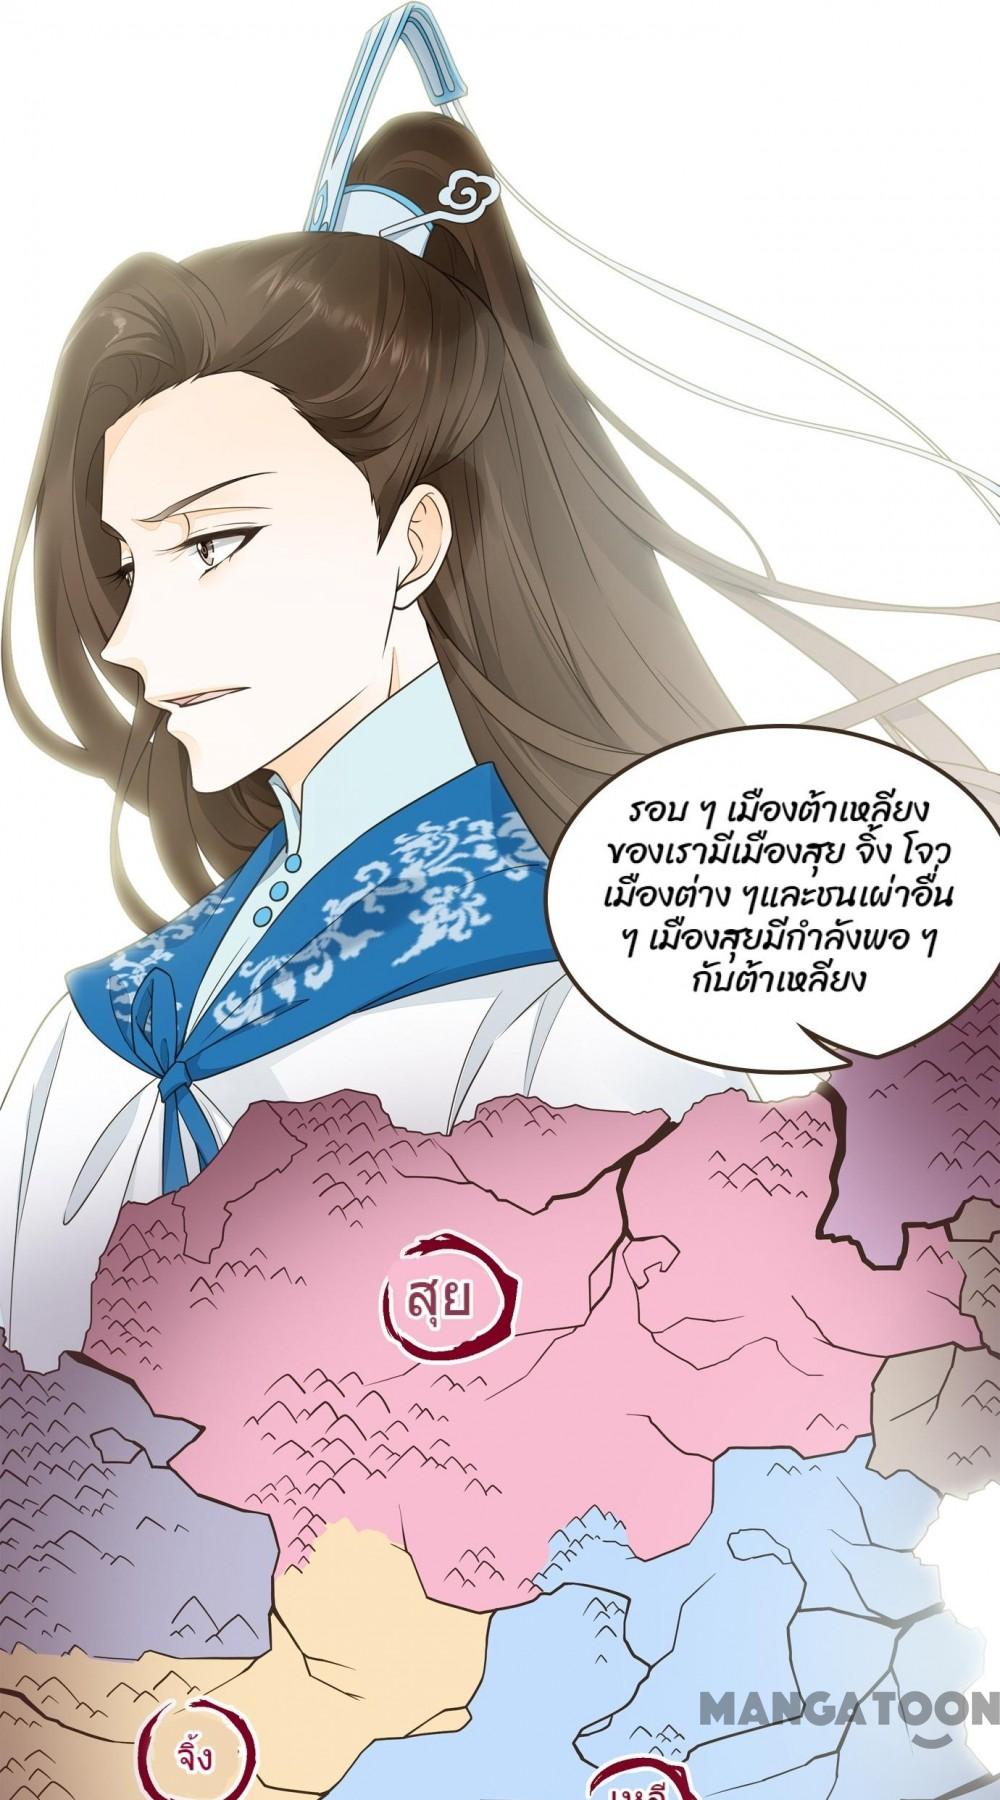 รอบ ๆ เมืองต้าเหลียง
ของเรามีเมืองสุย จิ้ง โจว
เมืองต่าง ๆและชนเผ่าอื่น
ๆ เมืองสุยมีกำลังพอ ๆ
กับต้าเหลียง
สุย
MANGATOON
จิ้ง